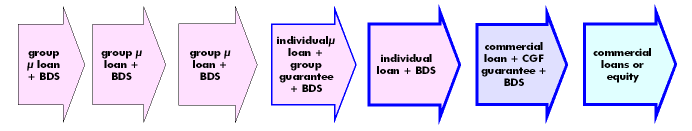 group
µ loan
+ BDS
group µ
loan +
BDS
group µ
loan +
BDS
individualµ
loan +
group
guarantee
+ BDS
individual
loan + BDS
commercial
loan + CGF
guarantee +
BDS
commercial
loans or
equity